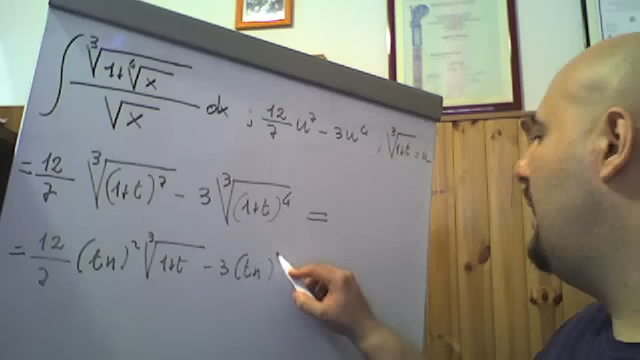 ∫ ∛(1+∜x) / √x dx ; 12/7 u⁷ - 3u⁴ ; ∛(1+t) = u
= 12/7 ∛((1+t)⁷) - 3 ∛((1+t)⁴) =
= 12/7 (t+1)² ∛(1+t) - 3(t+1)